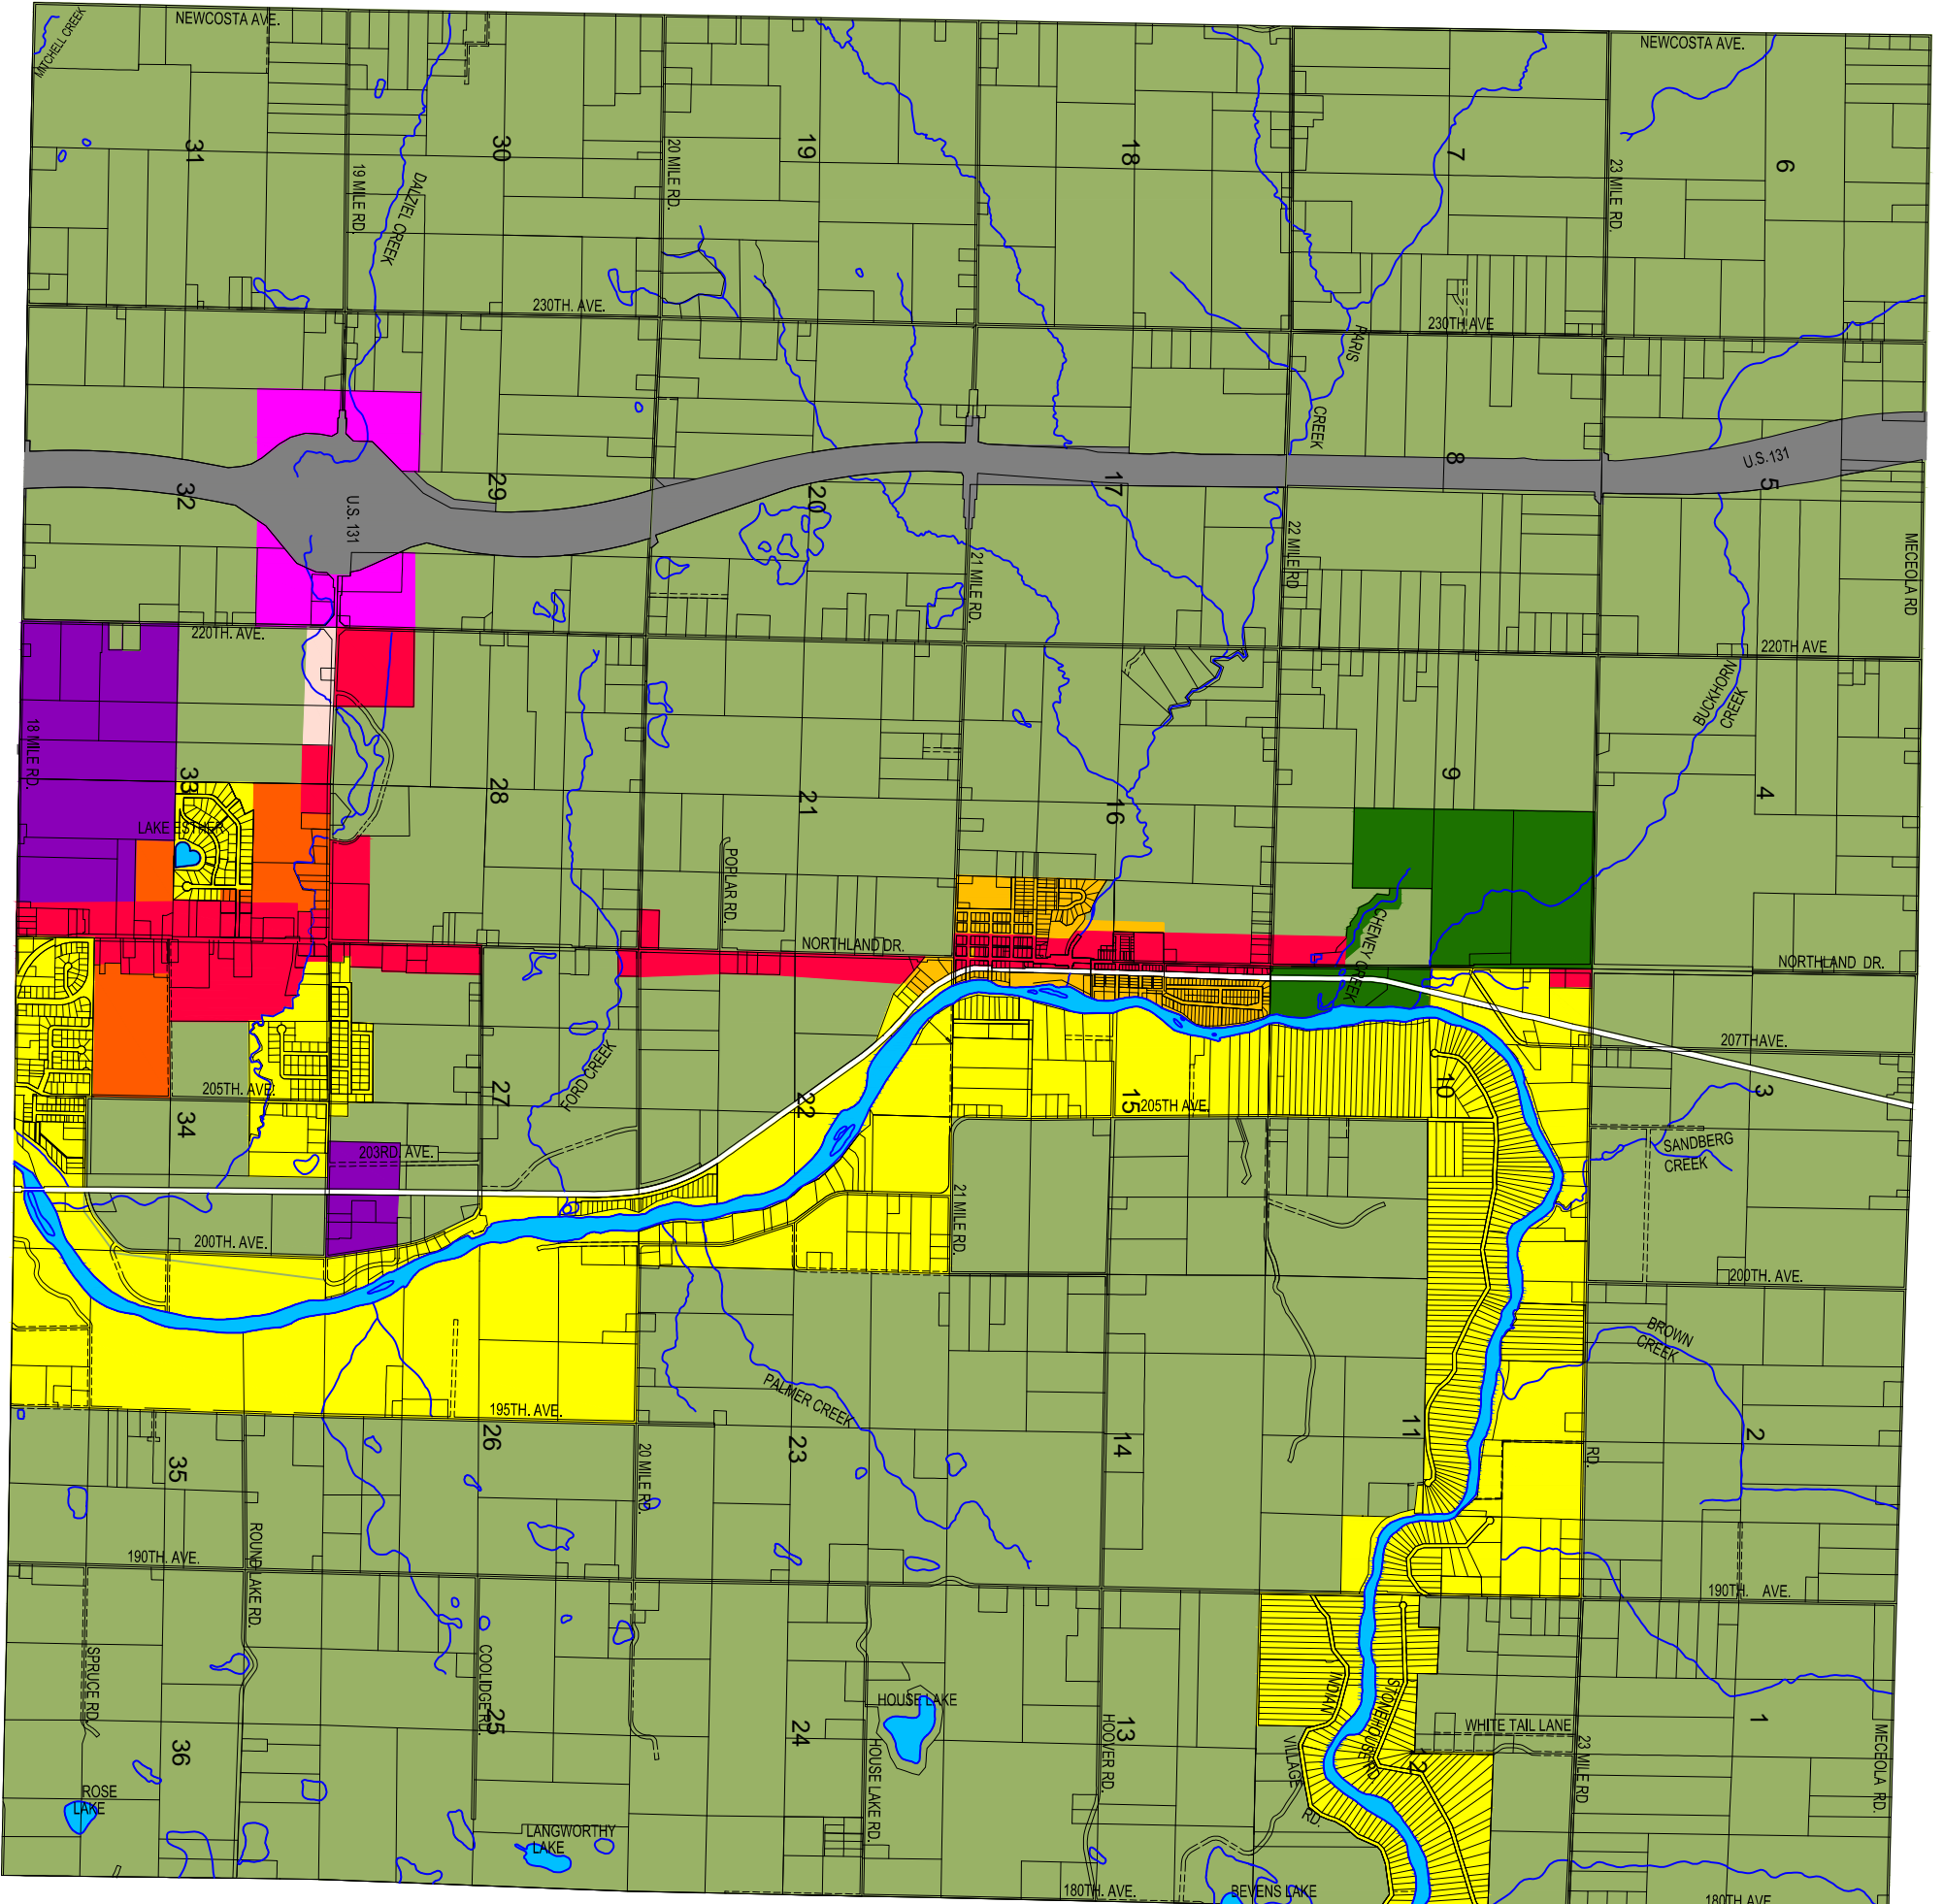 NEWCOSTA AVE.
NEWCOSTA AVE.
MITCHELL CREEK
31
30
19
18
7
6
20 MILE RD.
19 MILE RD.
23 MILE RD.
DALZIEL CREEK
230TH. AVE.
230TH AVE
PARIS
CREEK
U.S. 131
U.S. 131
32
29
20
17
8
5
21 MILE RD.
22 MILE RD
MECEOLA RD
220TH. AVE.
220TH AVE
BUCKHORN
CREEK
18 MILE RD.
33
28
21
16
9
4
LAKE ESTHER
POPLAR RD.
NORTHLAND DR.
CHENEY CREEK
NORTHLAND DR.
207TH AVE.
205TH. AVE.
34
27
FORD CREEK
22
15
205TH AVE.
10
3
SANDBERG
CREEK
203RD. AVE.
21 MILE RD.
200TH. AVE.
200TH. AVE.
BROWN
CREEK
PALMER CREEK
195TH. AVE.
35
26
20 MILE RD.
23
14
11
RD.
2
190TH. AVE.
ROUND LAKE RD.
190TH. AVE.
SPRUCE RD.
COOLIDGE RD.
25
HOUSE LAKE
24
HOUSE LAKE RD.
13
HOOVER RD.
INDIAN
VILLAGE
RD.
STONEHOUSE RD
12
WHITE TAIL LANE
23 MILE RD
1
MECEOLA RD.
36
ROSE
LAKE
LANGWORTHY
LAKE
180TH. AVE.
BEVENS LAKE
180TH AVE